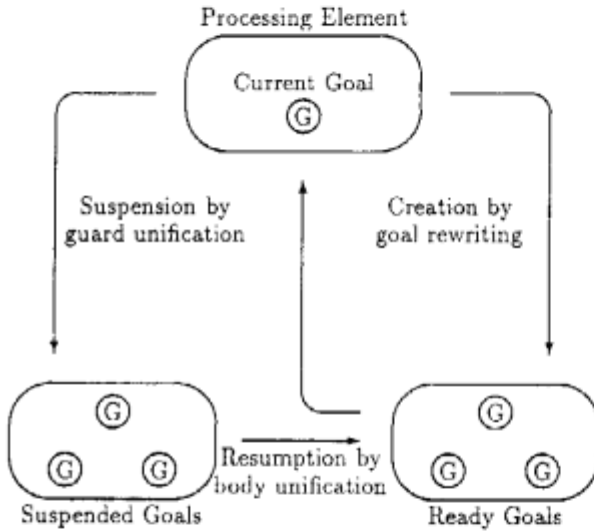 Processing Element
Current Goal
G
Suspension by
guard unification
Creation by
goal rewriting
G
G G
Suspended Goals
Resumption by
body unification
G
G G
Ready Goals